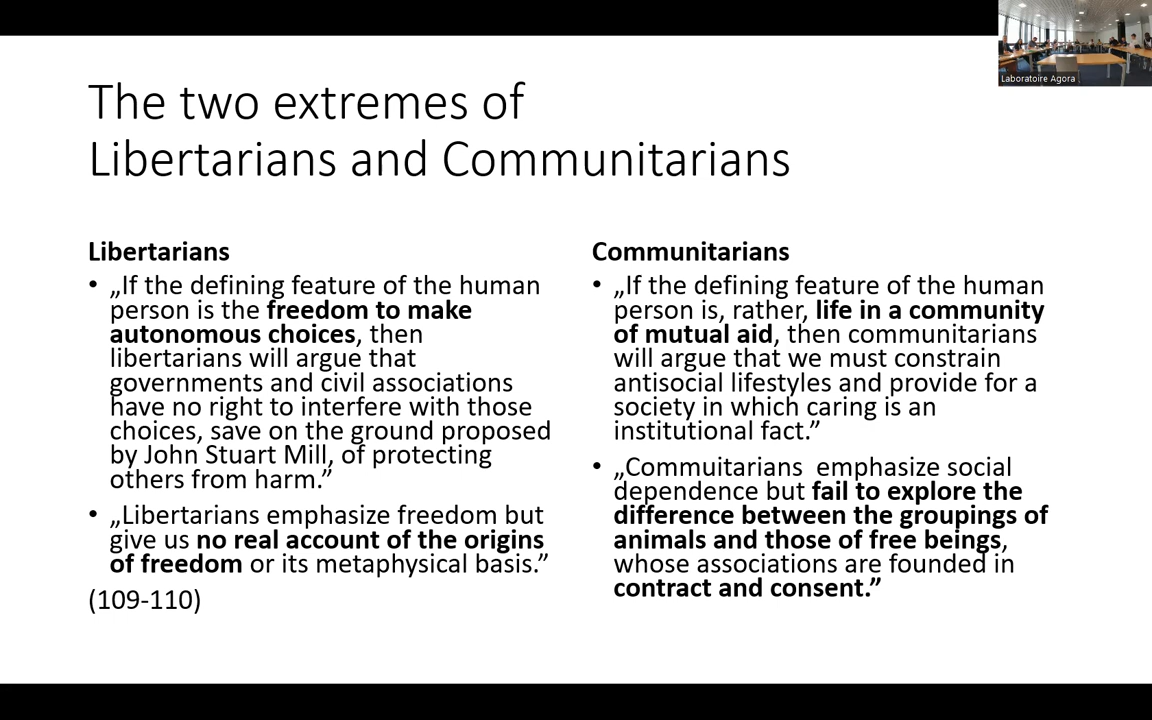 Laboratoire Agora
The two extremes of
Libertarians and Communitarians
Libertarians
• „If the defining feature of the human
person is the freedom to make
autonomous choices, then
libertarians will argue that
governments and civil associations
have no right to interfere with those
choices, save on the ground proposed
by John Stuart Mill, of protecting
others from harm.”
• „Libertarians emphasize freedom but
give us no real account of the origins
of freedom or its metaphysical basis.”
(109-110)
Communitarians
• „If the defining feature of the human
person is, rather, life in a community
of mutual aid, then communitarians
will argue that we must constrain
antisocial lifestyles and provide for a
society in which caring is an
institutional fact.”
• „Commuitarians emphasize social
dependence but fail to explore the
difference between the groupings of
animals and those of free beings,
whose associations are founded in
contract and consent.”